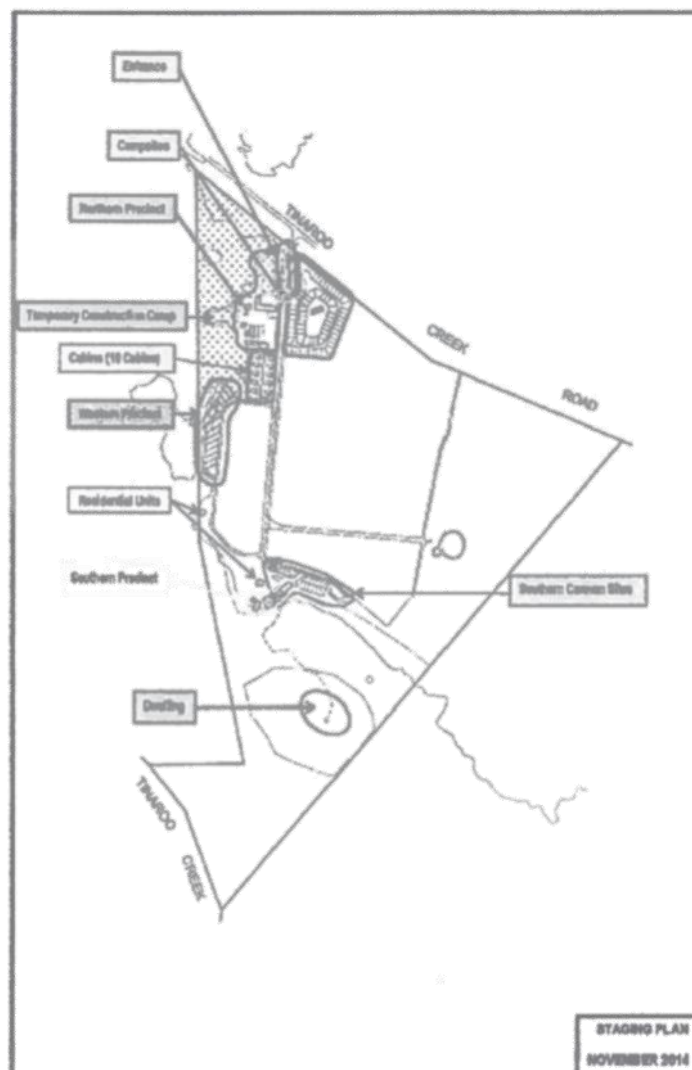 Entrance
Campsites
Northern Precinct
TINAROO
Temporary Construction Camp
CREEK
Cabins (10 Cabins)
ROAD
Western Precinct
Residential Units
Southern Precinct
Southern Caravan Sites
Dwelling
TINAROO
CREEK
STAGING PLAN
NOVEMBER 2014